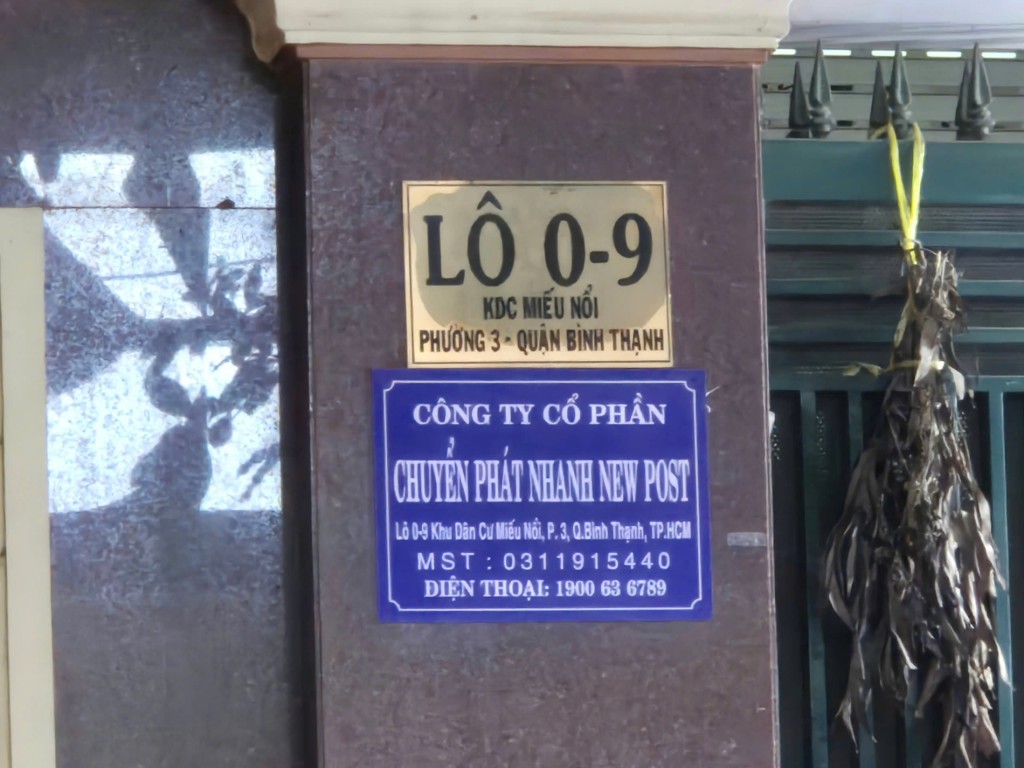 LÔ 0-9
KDC MIẾU NỔI
PHƯỜNG 3 - QUẬN BÌNH THẠNH
CÔNG TY CỔ PHẦN
CHUYỂN PHÁT NHANH NEW POST
Lô 0-9 Khu Dân Cư Miếu Nổi, P. 3, Q.Bình Thạnh, TP.HCM
MST : 0311915440
ĐIỆN THOẠI: 1900 63 6789